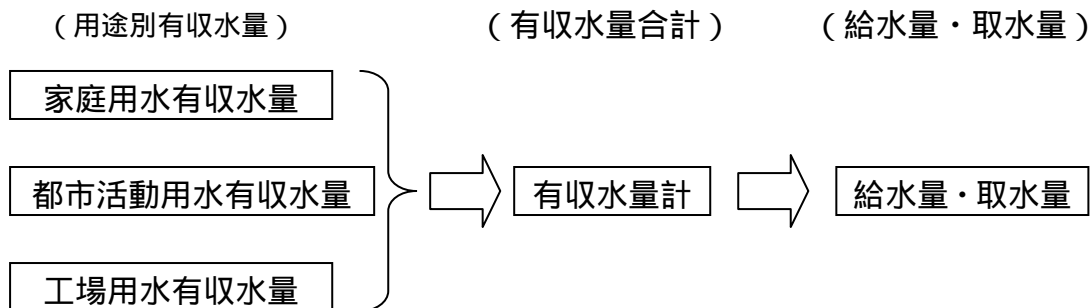 （用途別有収水量） （有収水量合計） （給水量・取水量）
家庭用水有収水量
都市活動用水有収水量 有収水量計 給水量・取水量
工場用水有収水量